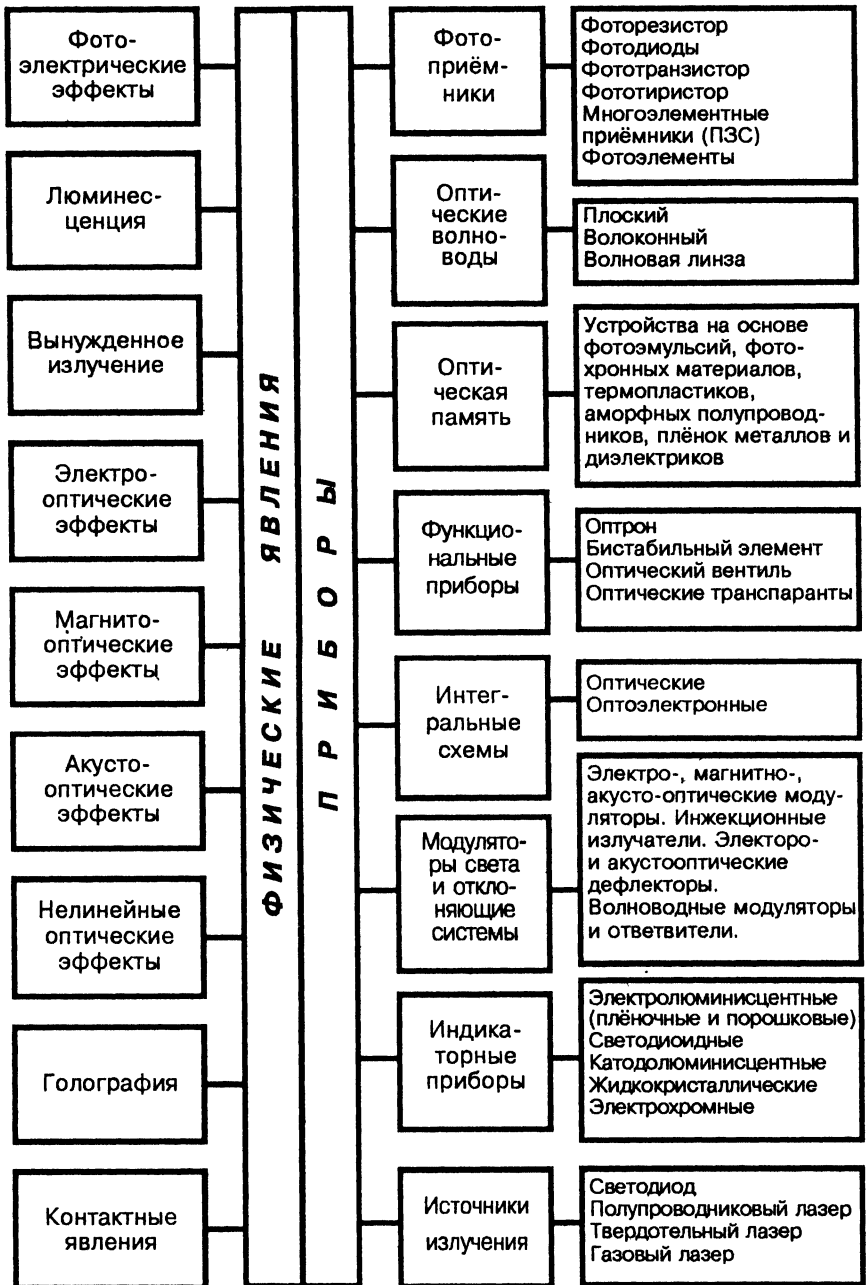 Фото-
электрические
эффекты
Люминес-
ценция
Вынужденное
излучение
Электро-
оптические
эффекты
Магнито-
оптические
эффекты
Акусто-
оптические
эффекты
Нелинейные
оптические
эффекты
Голография
Контактные
явления
ФИЗИЧЕСКИЕ ЯВЛЕНИЯ
ПРИБОРЫ
Фото-
приём-
ники
Фоторезистор
Фотодиоды
Фототранзистор
Фототиристор
Многоэлементные
приёмники (ПЗС)
Фотоэлементы
Опти-
ческие
волно-
воды
Плоский
Волоконный
Волновая линза
Опти-
ческая
память
Устройства на основе
фотоэмульсий, фото-
хронных материалов,
термопластиков,
аморфных полупровод-
ников, плёнок металлов и
диэлектриков
Функцио-
нальные
приборы
Оптрон
Бистабильный элемент
Оптический вентиль
Оптические транспаранты
Интег-
ральные
схемы
Оптические
Оптоэлектронные
Модулято-
ры света
и откло-
няющие
системы
Электро-, магнитно-,
акусто-оптические моду-
ляторы. Инжекционные
излучатели. Электоро-
и акустооптические
дефлекторы.
Волноводные модуляторы
и ответвители.
Индика-
торные
приборы
Электролюминисцентные
(плёночные и порошковые)
Светодиоидные
Катодолюминисцентные
Жидкокристаллические
Электрохромные
Источники
излучения
Светодиод
Полупроводниковый лазер
Твердотельный лазер
Газовый лазер